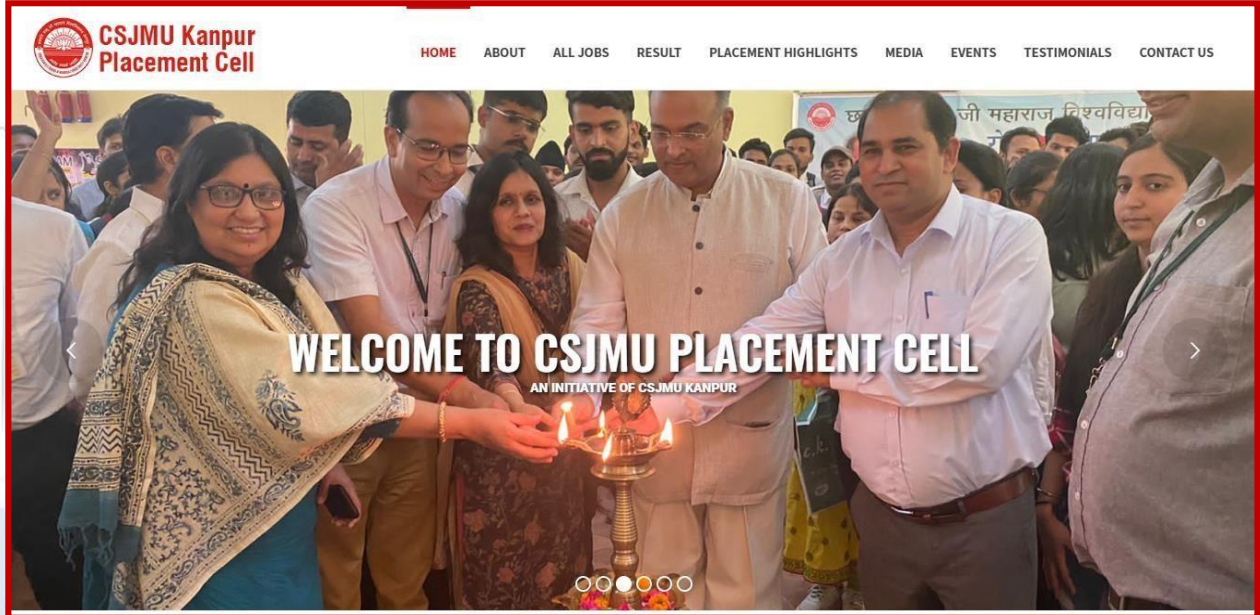 CSJMU Kanpur
Placement Cell
HOME ABOUT ALL JOBS RESULT PLACEMENT HIGHLIGHTS MEDIA EVENTS TESTIMONIALS CONTACT US
जी महाराज विश्वविद्या
WELCOME TO CSJMU PLACEMENT CELL
AN INITIATIVE OF CSJMU KANPUR